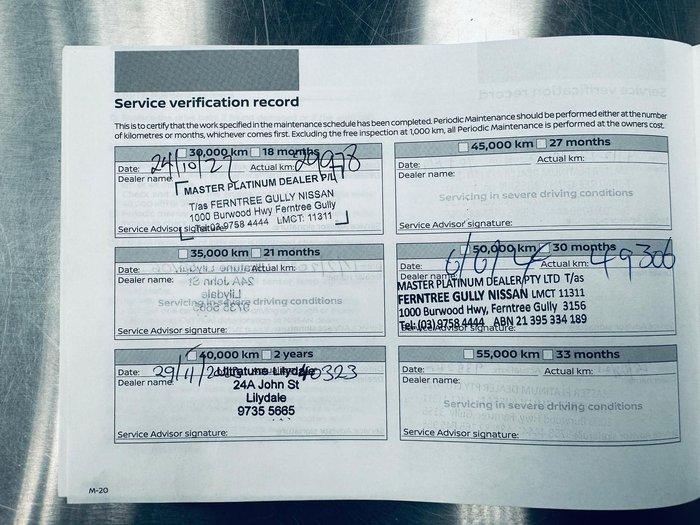 Service verification record
This is to certify that the work specified in the maintenance schedule has been completed. Periodic Maintenance should be performed either at the number
of kilometres or months, whichever comes first. Excluding the free inspection at 1,000 km, all Periodic Maintenance is performed at the owners cost.
30,000 km 18 months
Date: 24/10/22 Actual km: 29978
Dealer name:
MASTER PLATINUM DEALER P/L
T/as FERNTREE GULLY NISSAN
1000 Burwood Hwy Ferntree Gully
Tel: 03 9758 4444 LMCT: 11311
Service Advisor signature:
35,000 km 21 months
Date: Actual km:
Dealer name:
Servicing in severe driving conditions
Service Advisor signature:
40,000 km 2 years
Date: 29/11/ Actual km: 40323
Dealer name:
Ultratune Lilydale
24A John St
Lilydale
9735 5665
Service Advisor signature:
45,000 km 27 months
Date: Actual km:
Dealer name:
Servicing in severe driving conditions
Service Advisor signature:
50,000 km 30 months
Date: 6/6/ Actual km: 49306
Dealer name:
MASTER PLATINUM DEALER PTY LTD T/as
FERNTREE GULLY NISSAN LMCT 11311
1000 Burwood Hwy, Ferntree Gully 3156
Tel: (03) 9758 4444 ABN 21 395 334 189
Service Advisor signature:
55,000 km 33 months
Date: Actual km:
Dealer name:
Servicing in severe driving conditions
Service Advisor signature:
M-20